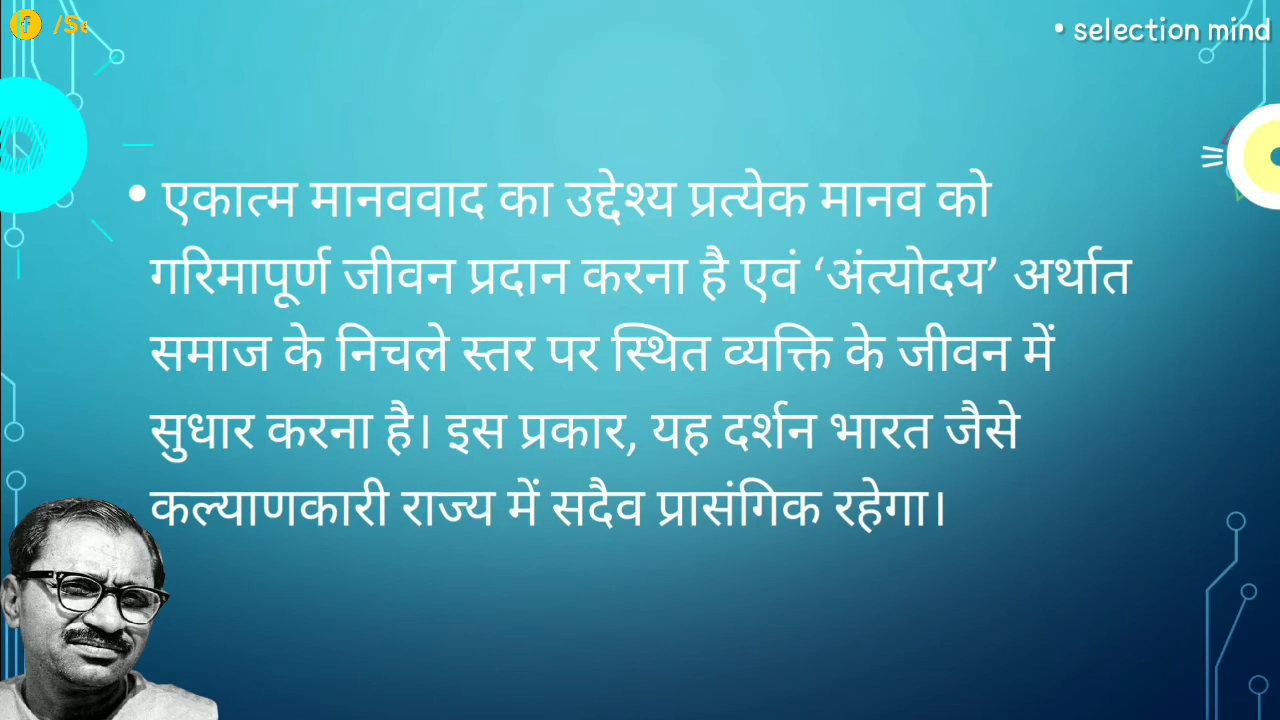 • selection mind
• एकात्म मानववाद का उद्देश्य प्रत्येक मानव को
गरिमापूर्ण जीवन प्रदान करना है एवं ‘अंत्योदय’ अर्थात
समाज के निचले स्तर पर स्थित व्यक्ति के जीवन में
सुधार करना है। इस प्रकार, यह दर्शन भारत जैसे
कल्याणकारी राज्य में सदैव प्रासंगिक रहेगा।